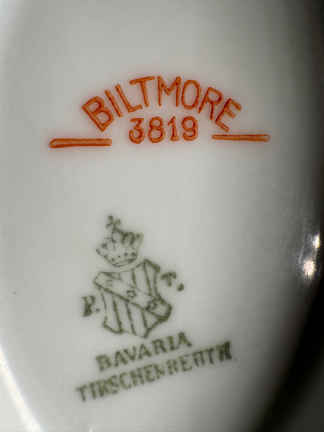 BILTMORE
3819
P. T.
BAVARIA
TIRSCHENREUTH